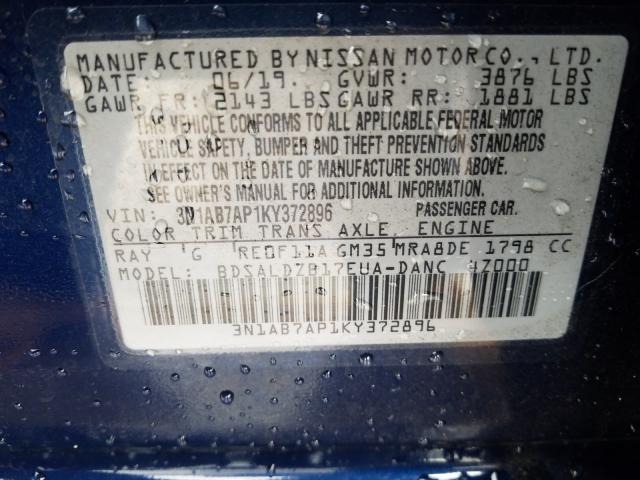 MANUFACTURED BY NISSAN MOTOR CO., LTD.
DATE: 06/19. GVWR: 3876 LBS
GAWR FR: 2143 LBS GAWR RR: 1881 LBS
THIS VEHICLE CONFORMS TO ALL APPLICABLE FEDERAL MOTOR
VEHICLE SAFETY, BUMPER AND THEFT PREVENTION STANDARDS
IN EFFECT ON THE DATE OF MANUFACTURE SHOWN ABOVE.
SEE OWNER'S MANUAL FOR ADDITIONAL INFORMATION.
VIN: 3N1AB7AP1KY372896 PASSENGER CAR.
COLOR TRIM TRANS AXLE. ENGINE
RAY G RE0F11A GM35 MRA8DE 1798 CC
MODEL: BDSALDZB17EUA-DANC
3N1AB7AP1KY372896